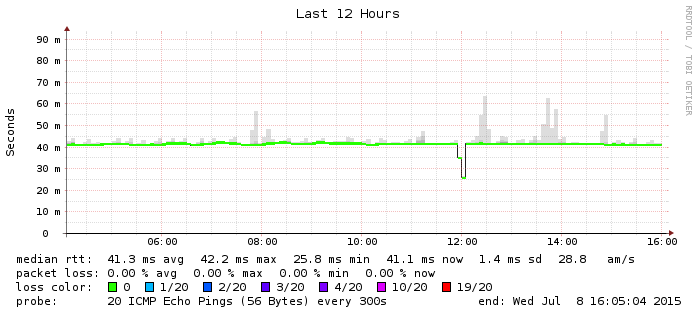 Last 12 Hours
RRDTOOL / TOBI OETIKER
Seconds
90 m
80 m
70 m
60 m
50 m
40 m
30 m
20 m
10 m
0
06:00 08:00 10:00 12:00 14:00 16:00
median rtt: 41.3 ms avg 42.2 ms max 25.8 ms min 41.1 ms now 1.4 ms sd 28.8 am/s
packet loss: 0.00 % avg 0.00 % max 0.00 % min 0.00 % now
loss color: 0 1/20 2/20 3/20 4/20 10/20 19/20
probe: 20 ICMP Echo Pings (56 Bytes) every 300s end: Wed Jul 8 16:05:04 2015